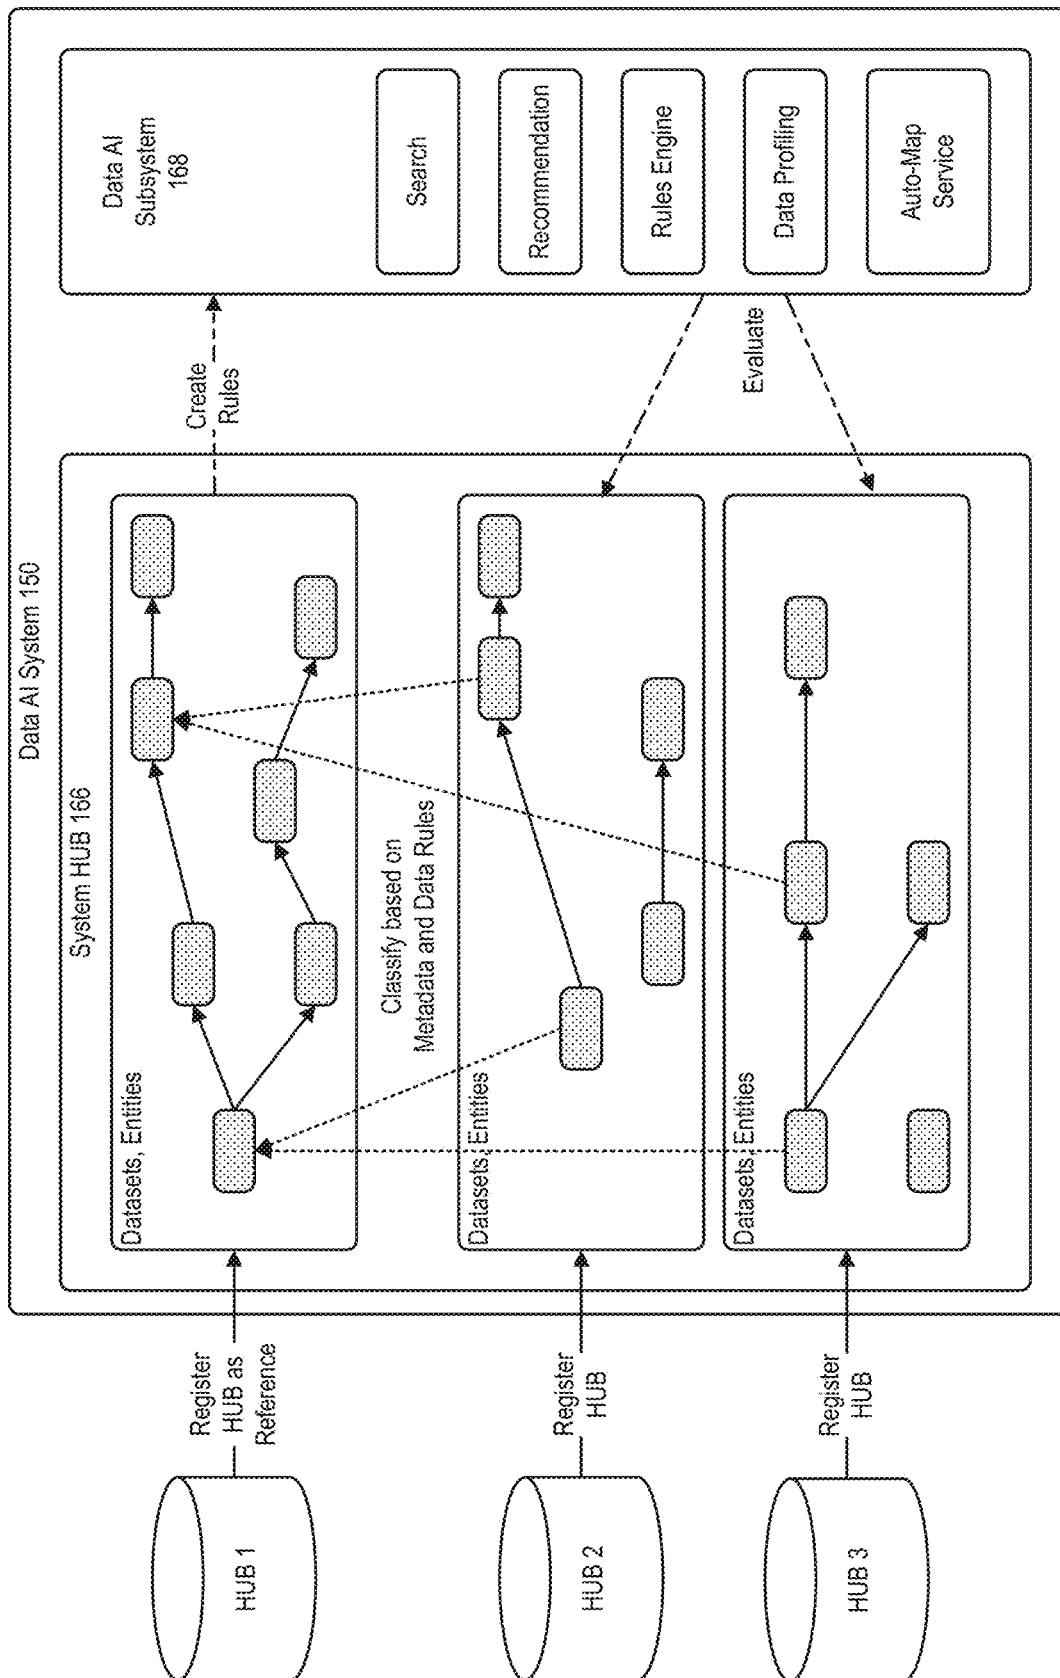 Data AI System 150
System HUB 166
Data AI
Subsystem
168
HUB 1
Register
HUB as
Reference
Datasets, Entities
Create
Rules
Search
Recommendation
Rules Engine
Data Profiling
Auto-Map
Service
Classify based on
Metadata and Data Rules
HUB 2
Register
HUB
Datasets, Entities
Evaluate
HUB 3
Register
HUB
Datasets, Entities